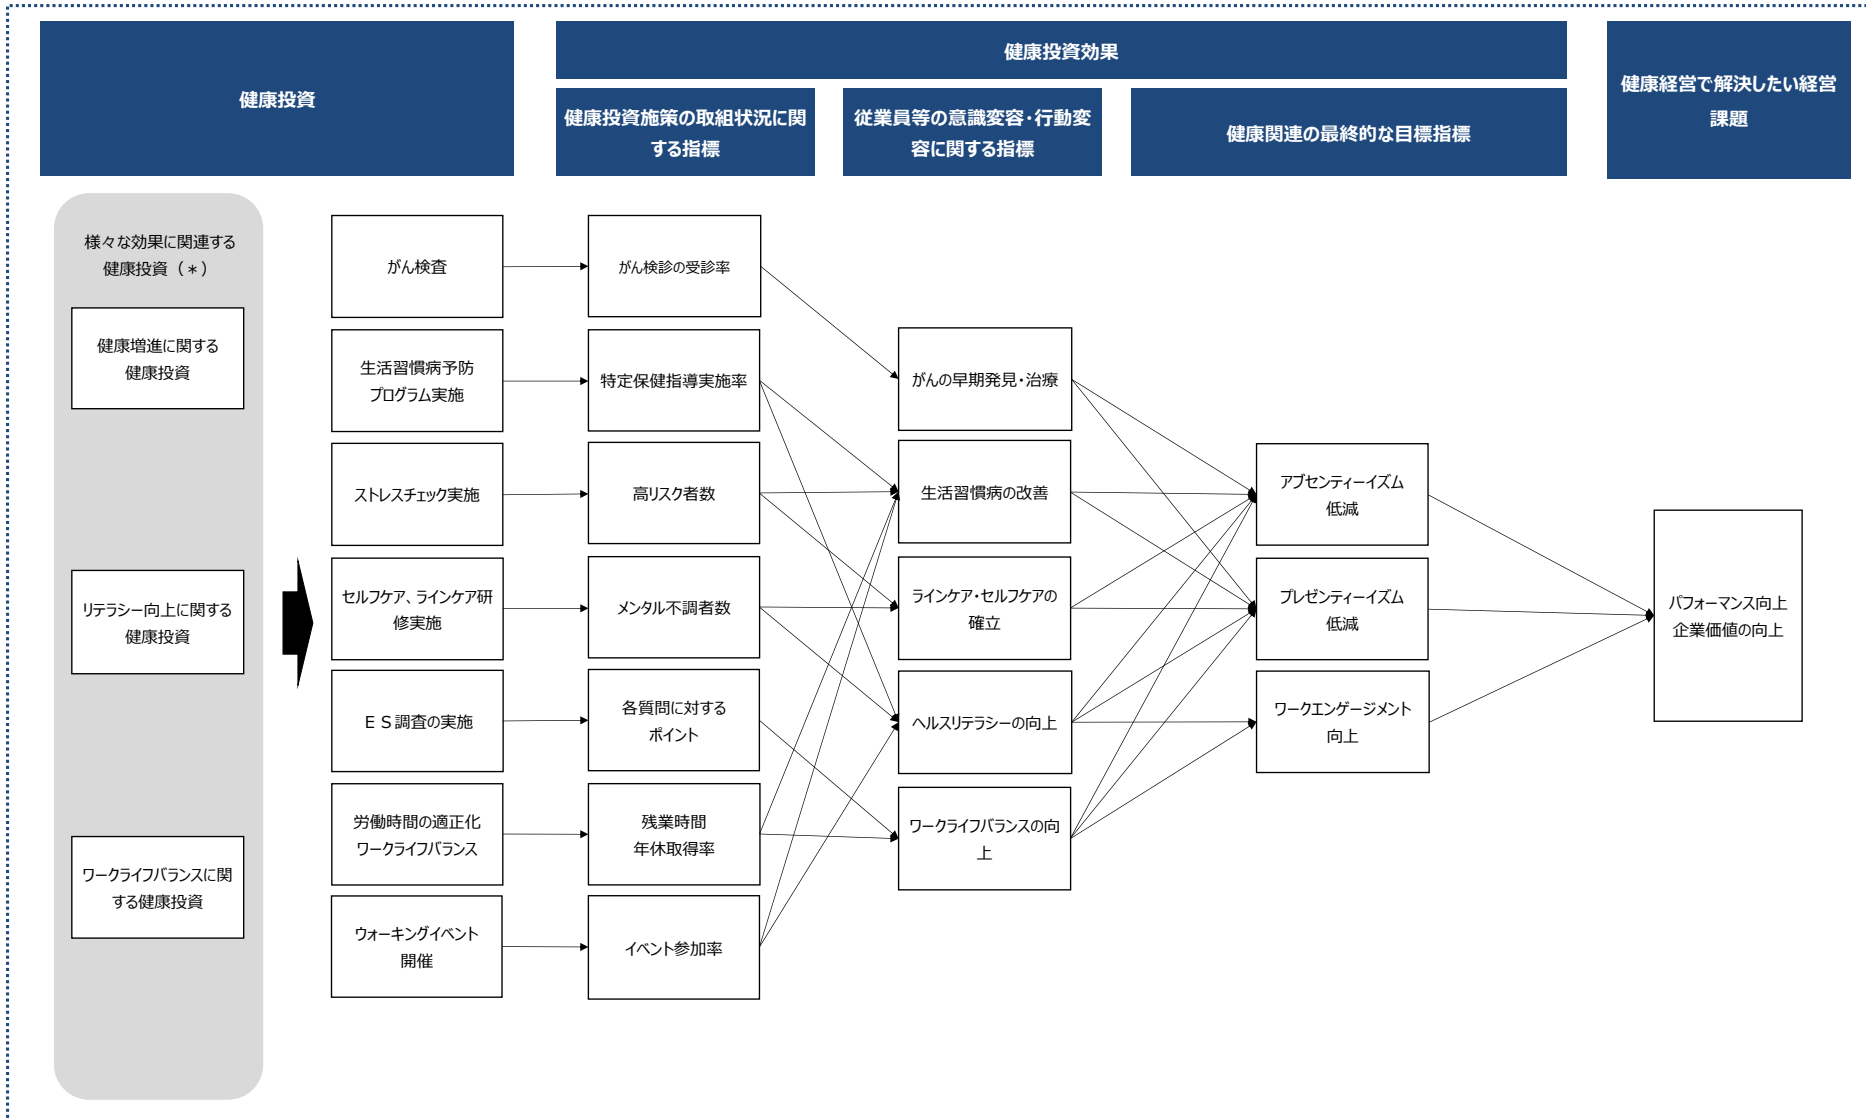 健康投資
健康投資効果
健康経営で解決したい経営
課題
健康投資施策の取組状況に関
する指標
従業員等の意識変容・行動変
容に関する指標
健康関連の最終的な目標指標
様々な効果に関連する
健康投資（＊）
健康増進に関する
健康投資
リテラシー向上に関する
健康投資
ワークライフバランスに関
する健康投資
がん検査
生活習慣病予防
プログラム実施
ストレスチェック実施
セルフケア、ラインケア研
修実施
ＥＳ調査の実施
労働時間の適正化
ワークライフバランス
ウォーキングイベント
開催
がん検診の受診率
特定保健指導実施率
高リスク者数
メンタル不調者数
各質問に対する
ポイント
残業時間
年休取得率
イベント参加率
がんの早期発見・治療
生活習慣病の改善
ラインケア・セルフケアの
確立
ヘルスリテラシーの向上
ワークライフバランスの向
上
アブセンティーイズム
低減
プレゼンティーイズム
低減
ワークエンゲージメント
向上
パフォーマンス向上
企業価値の向上